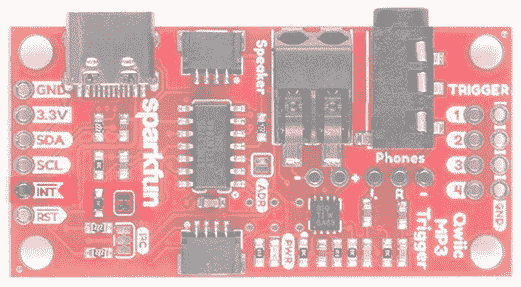 GND
3.3V
SDA
SCL
INT
RST
sparkfun
Speaker
ADR
I2C
PWR
Phones
-
+
L
R
-
TRIGGER
1
2
3
4
GND
Qwiic
MP3
Trigger